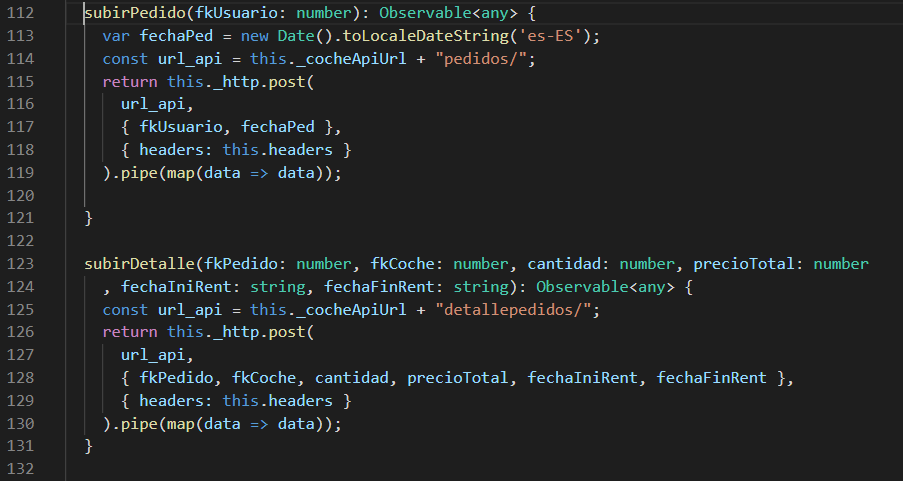 112 subirPedido(fkUsuario: number): Observable<any> {
113 var fechaPed = new Date().toLocaleDateString('es-ES');
114 const url_api = this._cocheApiUrl + "pedidos/";
115 return this._http.post(
116 url_api,
117 { fkUsuario, fechaPed },
118 { headers: this.headers }
119 ).pipe(map(data => data));
120
121 }
122
123 subirDetalle(fkPedido: number, fkCoche: number, cantidad: number, precioTotal: number
124 , fechaIniRent: string, fechaFinRent: string): Observable<any> {
125 const url_api = this._cocheApiUrl + "detallepedidos/";
126 return this._http.post(
127 url_api,
128 { fkPedido, fkCoche, cantidad, precioTotal, fechaIniRent, fechaFinRent },
129 { headers: this.headers }
130 ).pipe(map(data => data));
131 }
132